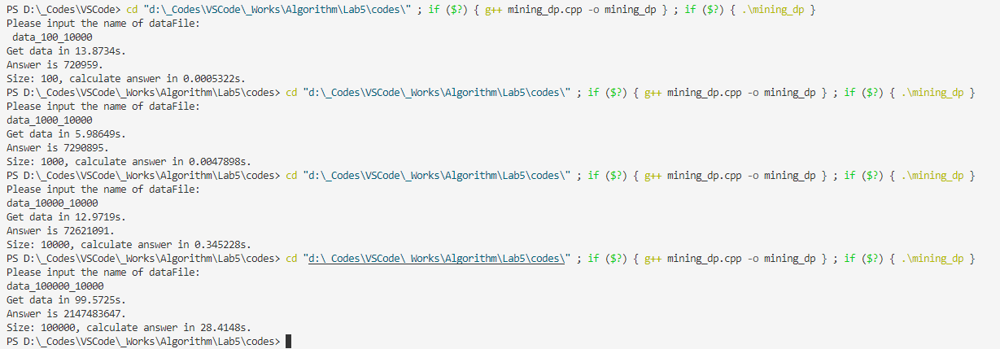 PS D:\_Codes\VSCode> cd "d:\_Codes\VSCode\_Works\Algorithm\Lab5\codes\" ; if ($?) { g++ mining_dp.cpp -o mining_dp } ; if ($?) { .\mining_dp }
Please input the name of dataFile:
 data_100_10000
Get data in 13.8734s.
Answer is 720959.
Size: 100, calculate answer in 0.0005322s.
PS D:\_Codes\VSCode\_Works\Algorithm\Lab5\codes> cd "d:\_Codes\VSCode\_Works\Algorithm\Lab5\codes\" ; if ($?) { g++ mining_dp.cpp -o mining_dp } ; if ($?) { .\mining_dp }
Please input the name of dataFile:
data_1000_10000
Get data in 5.98649s.
Answer is 7290895.
Size: 1000, calculate answer in 0.0047898s.
PS D:\_Codes\VSCode\_Works\Algorithm\Lab5\codes> cd "d:\_Codes\VSCode\_Works\Algorithm\Lab5\codes\" ; if ($?) { g++ mining_dp.cpp -o mining_dp } ; if ($?) { .\mining_dp }
Please input the name of dataFile:
data_10000_10000
Get data in 12.9719s.
Answer is 72621091.
Size: 10000, calculate answer in 0.345228s.
PS D:\_Codes\VSCode\_Works\Algorithm\Lab5\codes> cd "d:\_Codes\VSCode\_Works\Algorithm\Lab5\codes\" ; if ($?) { g++ mining_dp.cpp -o mining_dp } ; if ($?) { .\mining_dp }
Please input the name of dataFile:
data_100000_10000
Get data in 99.5725s.
Answer is 2147483647.
Size: 100000, calculate answer in 28.4148s.
PS D:\_Codes\VSCode\_Works\Algorithm\Lab5\codes>